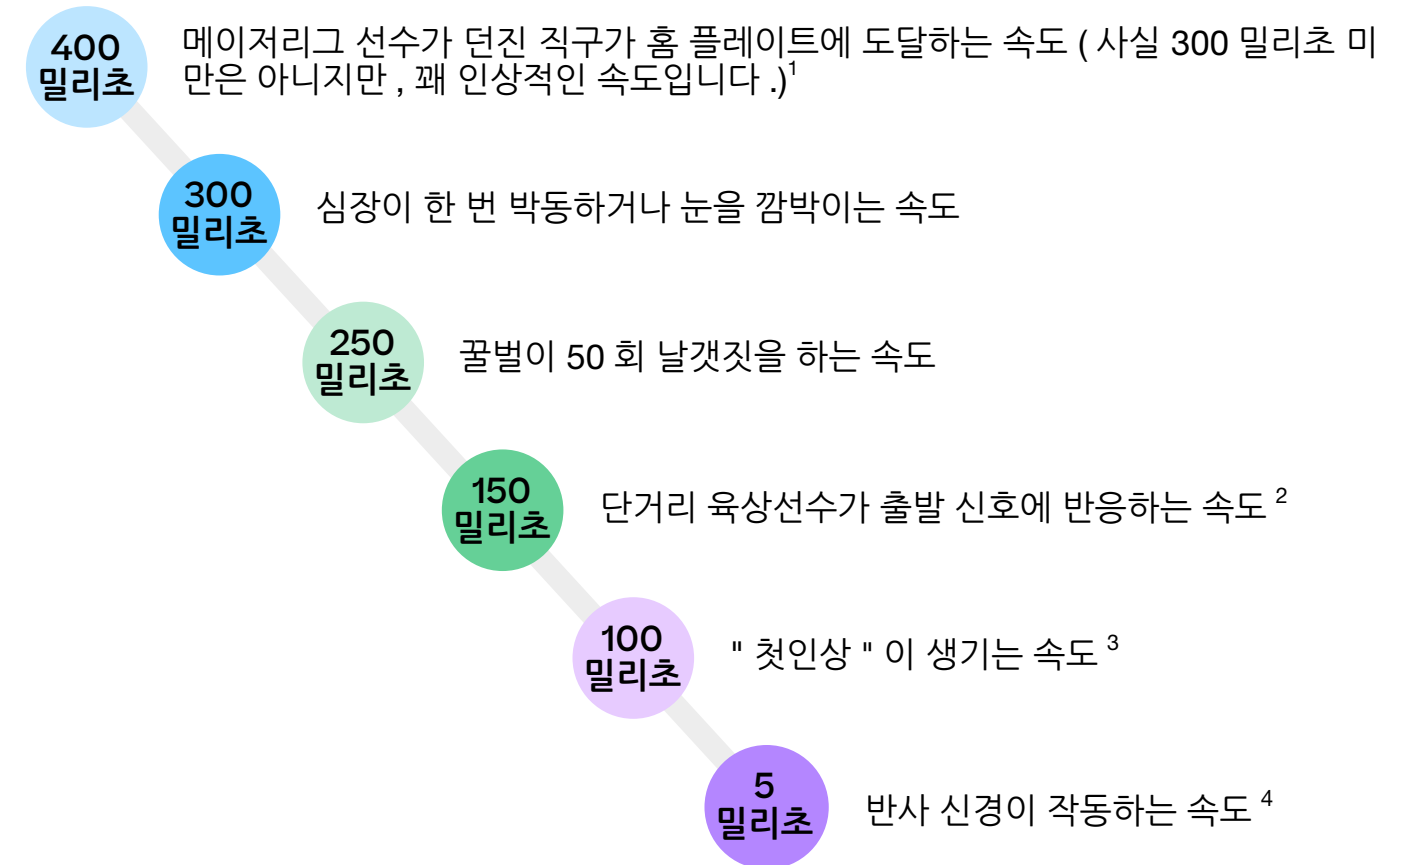 400
밀리초
메이저리그 선수가 던진 직구가 홈 플레이트에 도달하는 속도 ( 사실 300 밀리초 미
만은 아니지만 , 꽤 인상적인 속도입니다 .)1
300
밀리초
심장이 한 번 박동하거나 눈을 깜박이는 속도
250
밀리초
꿀벌이 50 회 날갯짓을 하는 속도
150
밀리초
단거리 육상선수가 출발 신호에 반응하는 속도 2
100
밀리초
" 첫인상 " 이 생기는 속도 3
5
밀리초
반사 신경이 작동하는 속도 4